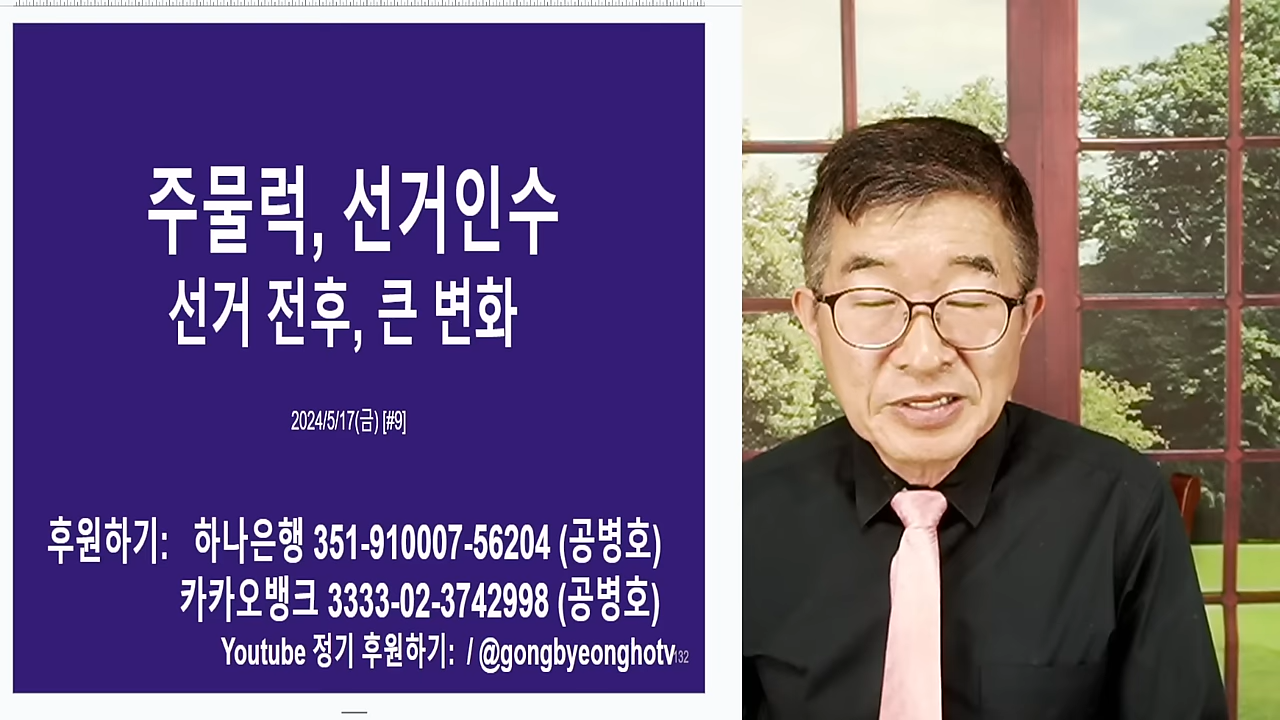 주물럭, 선거인수
선거 전후, 큰 변화
2024/5/17(금) [#9]
후원하기: 하나은행 351-910007-56204 (공병호)
카카오뱅크 3333-02-3742998 (공병호)
Youtube 정기 후원하기: / @gongbyeonghotv
132